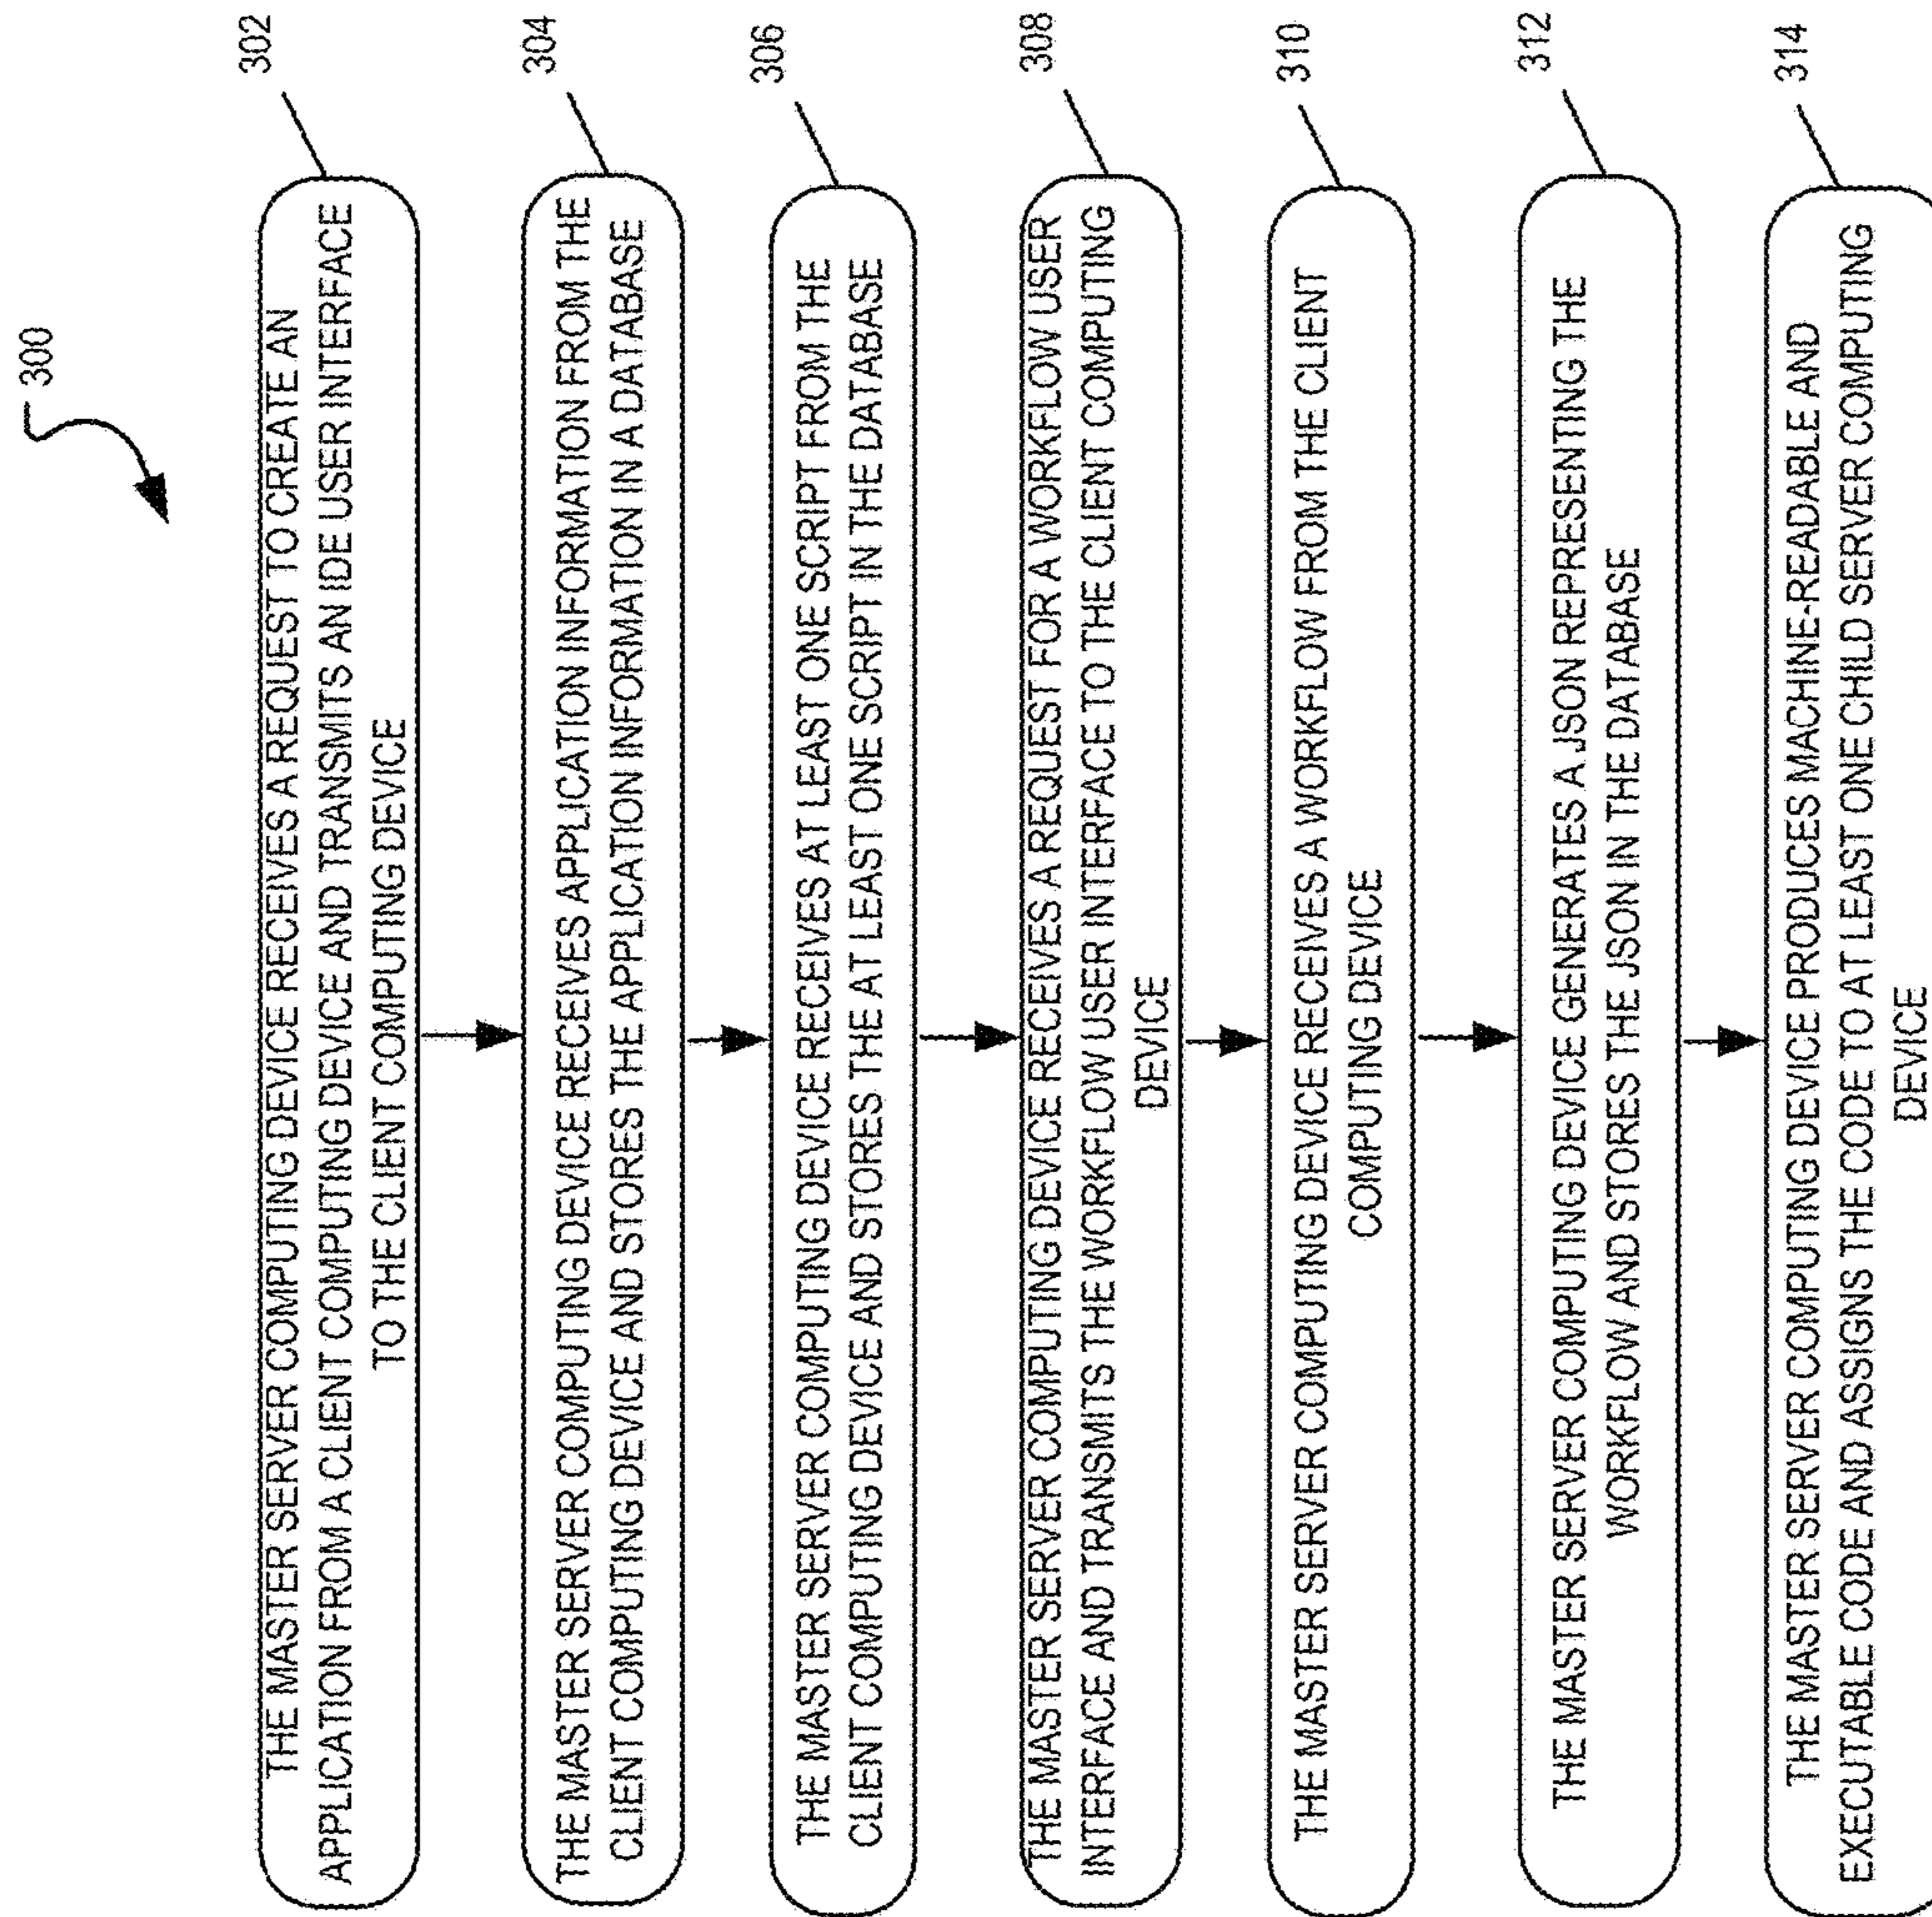 300
302
THE MASTER SERVER COMPUTING DEVICE RECEIVES A REQUEST TO CREATE AN
APPLICATION FROM A CLIENT COMPUTING DEVICE AND TRANSMITS AN IDE USER INTERFACE
TO THE CLIENT COMPUTING DEVICE
304
THE MASTER SERVER COMPUTING DEVICE RECEIVES APPLICATION INFORMATION FROM THE
CLIENT COMPUTING DEVICE AND STORES THE APPLICATION INFORMATION IN A DATABASE
306
THE MASTER SERVER COMPUTING DEVICE RECEIVES AT LEAST ONE SCRIPT FROM THE
CLIENT COMPUTING DEVICE AND STORES THE AT LEAST ONE SCRIPT IN THE DATABASE
308
THE MASTER SERVER COMPUTING DEVICE RECEIVES A REQUEST FOR A WORKFLOW USER
INTERFACE AND TRANSMITS THE WORKFLOW USER INTERFACE TO THE CLIENT COMPUTING
DEVICE
310
THE MASTER SERVER COMPUTING DEVICE RECEIVES A WORKFLOW FROM THE CLIENT
COMPUTING DEVICE
312
THE MASTER SERVER COMPUTING DEVICE GENERATES A JSON REPRESENTING THE
WORKFLOW AND STORES THE JSON IN THE DATABASE
314
THE MASTER SERVER COMPUTING DEVICE PRODUCES MACHINE-READABLE AND
EXECUTABLE CODE AND ASSIGNS THE CODE TO AT LEAST ONE CHILD SERVER COMPUTING
DEVICE